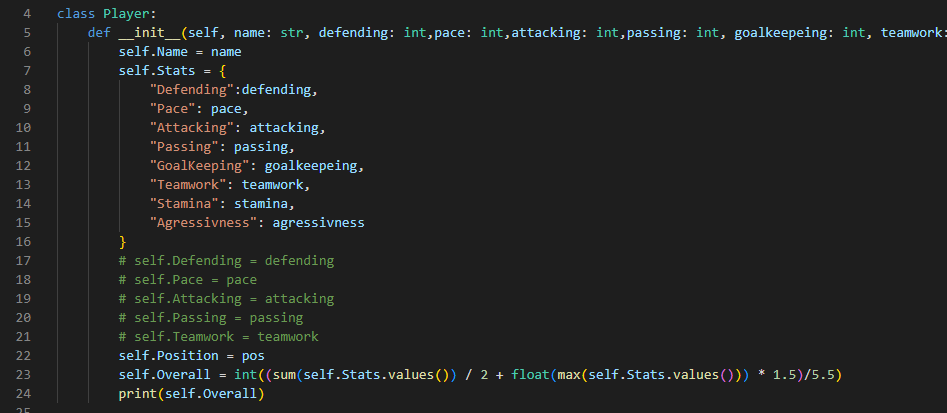 4 class Player:
5 def __init__(self, name: str, defending: int,pace: int,attacking: int,passing: int, goalkeepeing: int, teamwork:
6 self.Name = name
7 self.Stats = {
8 "Defending":defending,
9 "Pace": pace,
10 "Attacking": attacking,
11 "Passing": passing,
12 "GoalKeeping": goalkeepeing,
13 "Teamwork": teamwork,
14 "Stamina": stamina,
15 "Agressivness": agressivness
16 }
17 # self.Defending = defending
18 # self.Pace = pace
19 # self.Attacking = attacking
20 # self.Passing = passing
21 # self.Teamwork = teamwork
22 self.Position = pos
23 self.Overall = int((sum(self.Stats.values()) / 2 + float(max(self.Stats.values())) * 1.5)/5.5)
24 print(self.Overall)
25